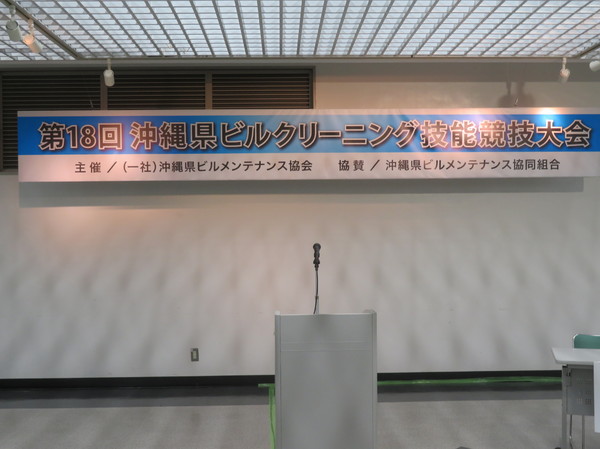 第18回 沖縄県ビルクリーニング技能競技大会
主 催 ／ (一社)沖縄県ビルメンテナンス協会　協 賛 ／ 沖縄県ビルメンテナンス協同組合